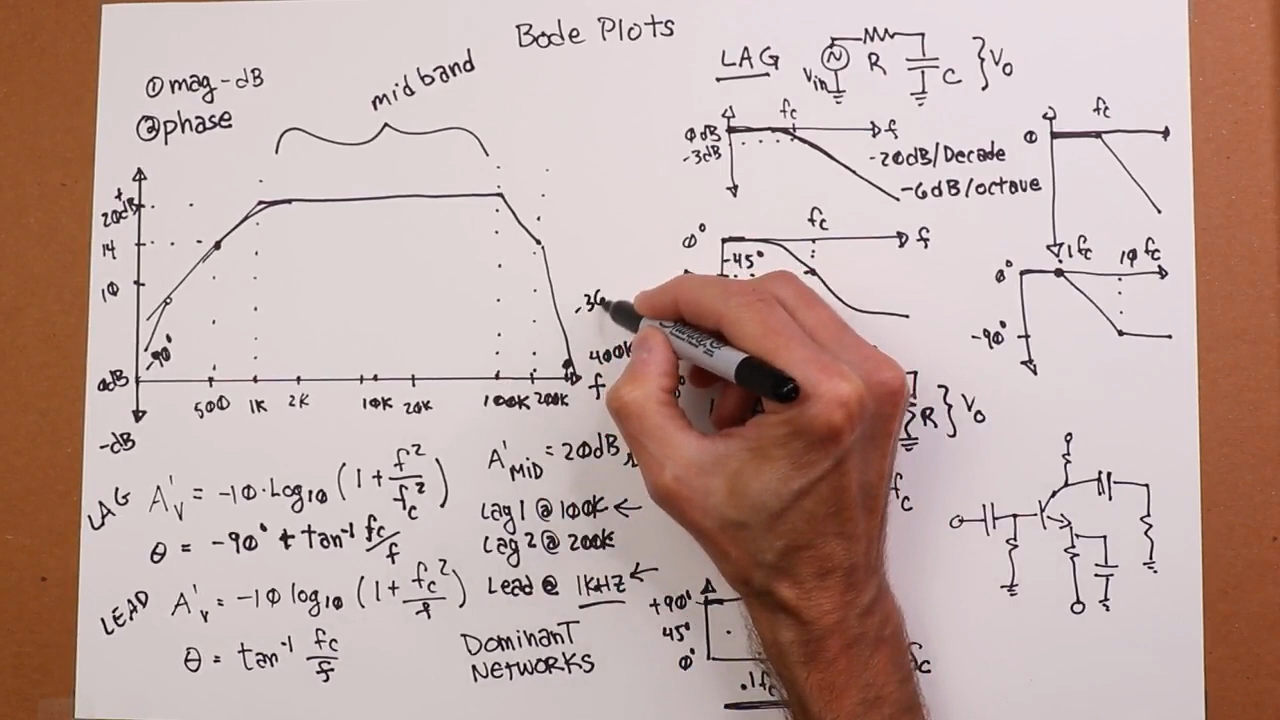 Bode Plots
① mag-dB
② phase
mid band
+
20dB
14
10
0dB
-dB
-90°
500 1K 2K 10K 20K 100K 200K
400K
f
LAG A'v = -10·Log10 (1 + f²/fc²)
θ = -90° + tan⁻¹ fc/f
LEAD A'v = -10 log10 (1 + fc²/f)
θ = tan⁻¹ fc/f
A'MID = 20dB
Lag 1 @ 100K ←
Lag 2 @ 200K
Lead @ 1KHZ ←
DOMINANT
NETWORKS
LAG
Vin R C } Vo
fc
0dB
-3dB
f
-20dB/Decade
-6dB/octave
fc
0
fc
0°
f
-45°
.1fc 10fc
0°
-90°
R } Vo
fc
+90°
45°
0°
.1fc
fc